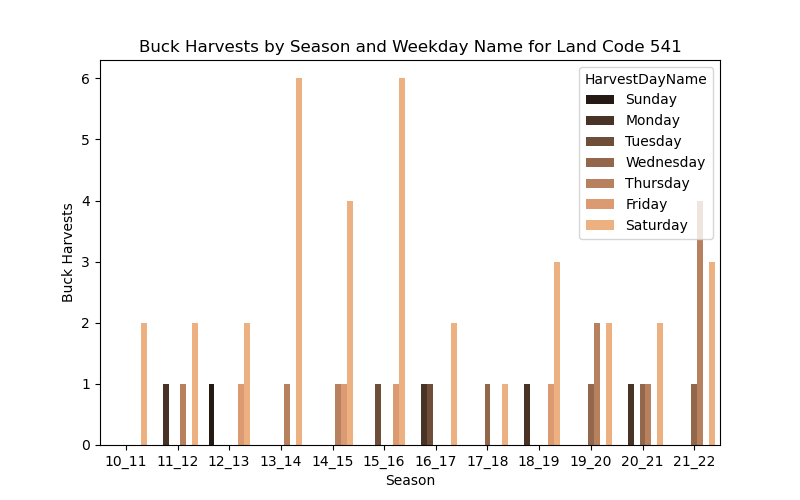 Buck Harvests by Season and Weekday Name for Land Code 541
HarvestDayName
Sunday
Monday
Tuesday
Wednesday
Thursday
Friday
Saturday
Buck Harvests
6
5
4
3
2
1
0
10_11 11_12 12_13 13_14 14_15 15_16 16_17 17_18 18_19 19_20 20_21 21_22
Season